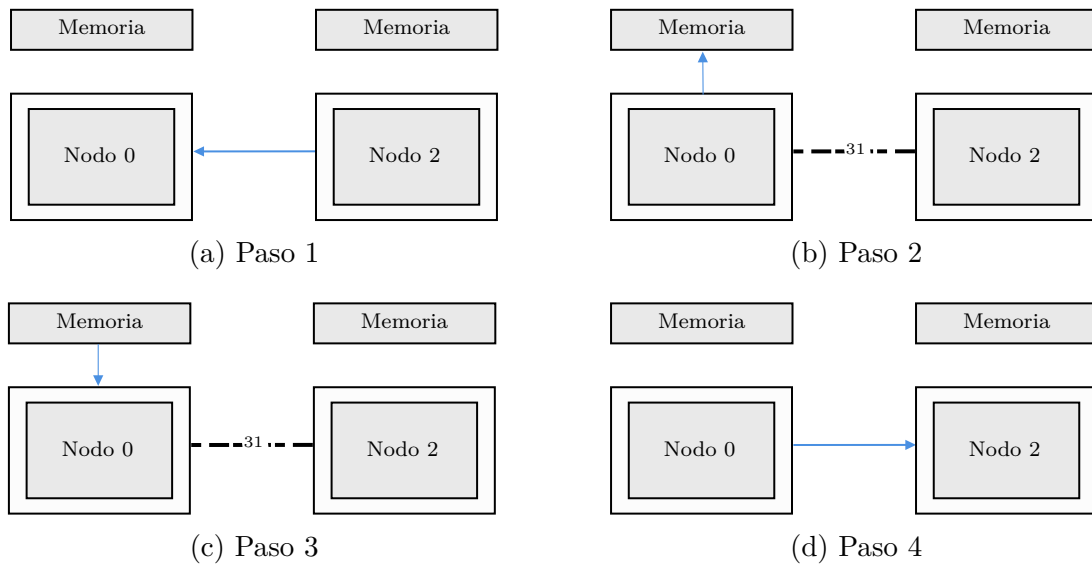 Memoria Memoria Memoria Memoria
Nodo 0 Nodo 2 Nodo 0 31 Nodo 2
(a) Paso 1 (b) Paso 2
Memoria Memoria Memoria Memoria
Nodo 0 31 Nodo 2 Nodo 0 Nodo 2
(c) Paso 3 (d) Paso 4